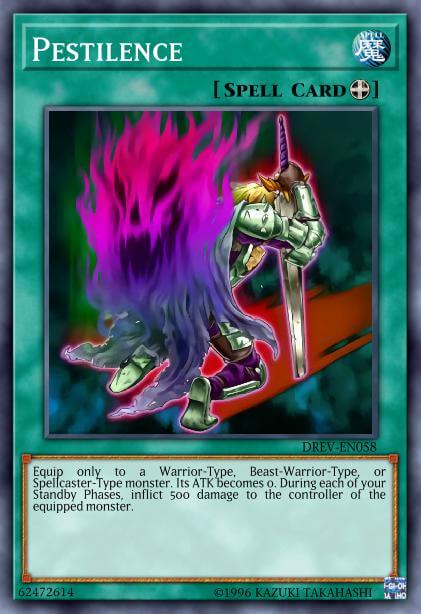 PESTILENCE
[SPELL CARD]
DREV-EN058
Equip only to a Warrior-Type, Beast-Warrior-Type, or
Spellcaster-Type monster. Its ATK becomes 0. During each of your
Standby Phases, inflict 500 damage to the controller of the
equipped monster.
62472614
©1996 KAZUKI TAKAHASHI